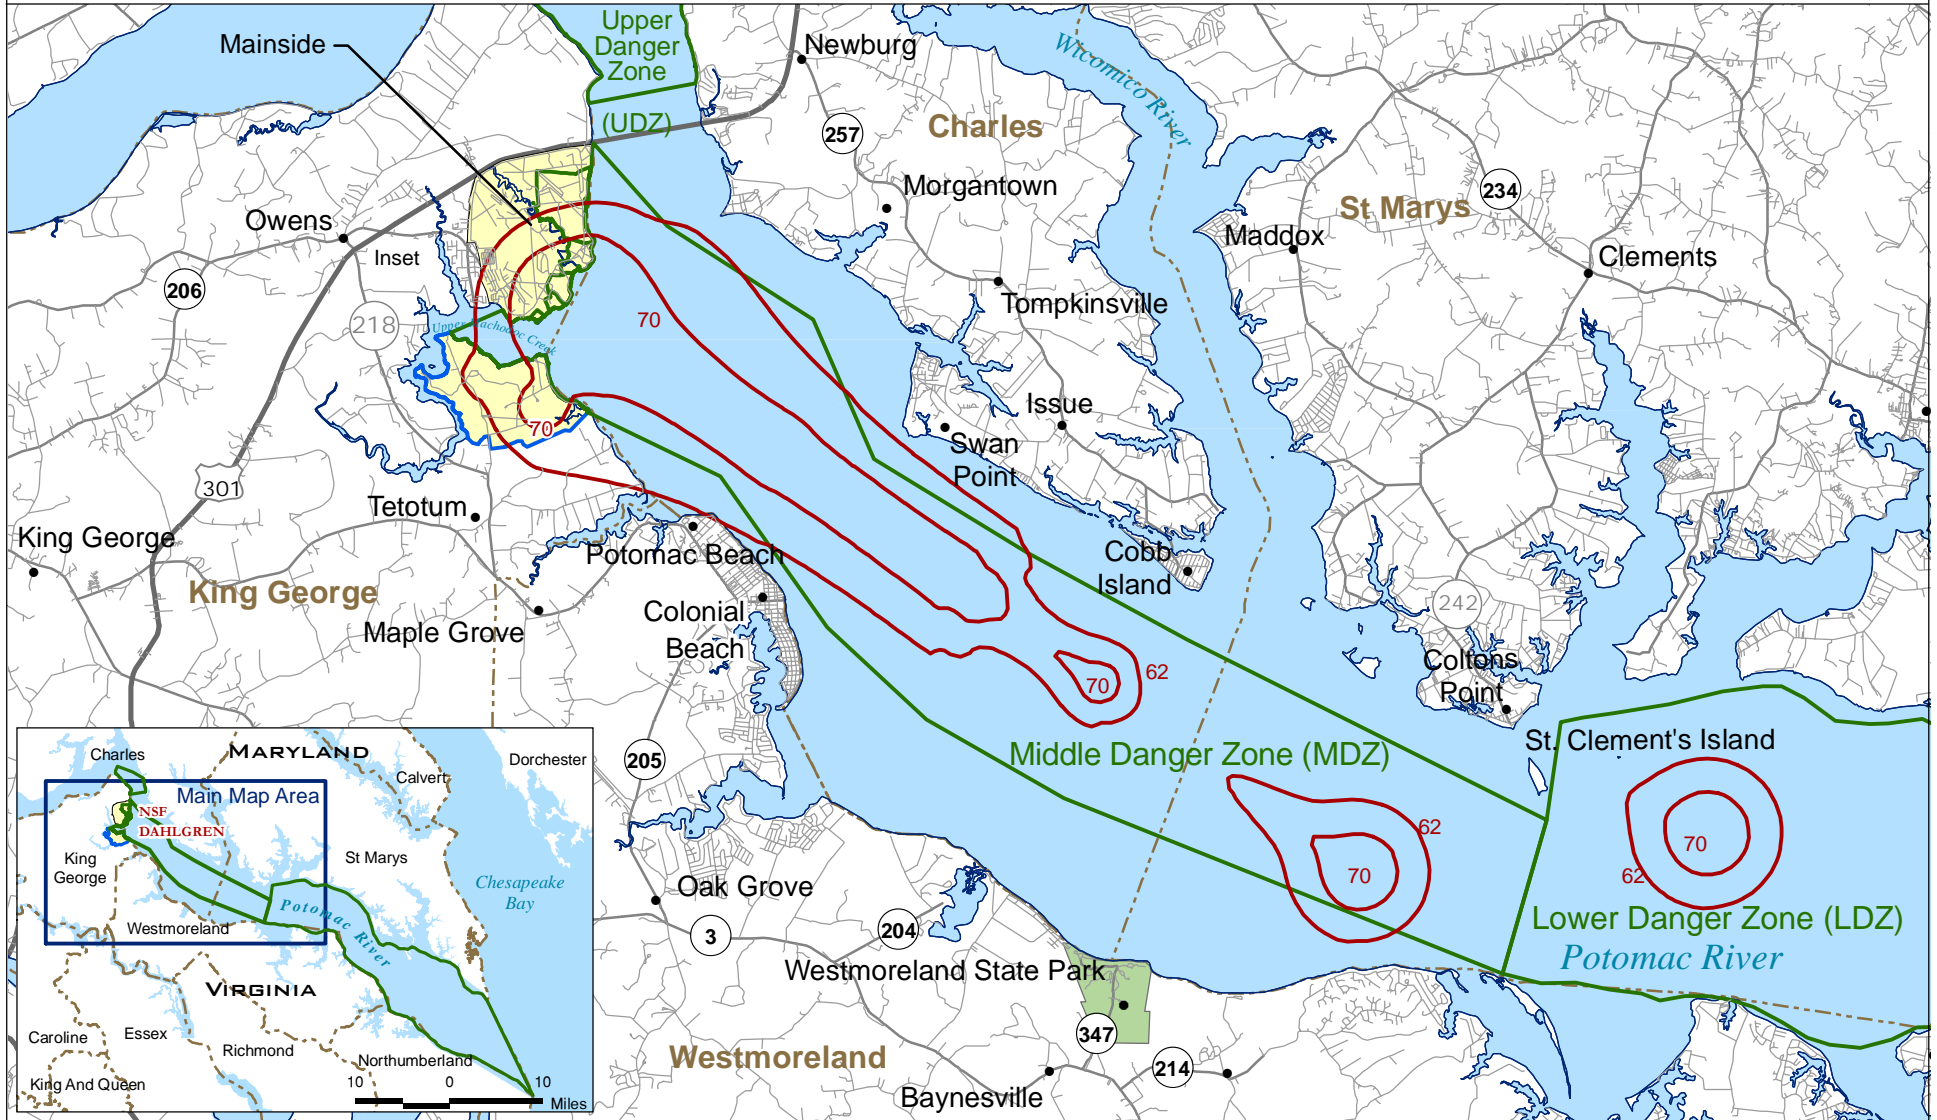 Upper
Danger
Zone
(UDZ)
Mainside
Newburg
Wicomico River
257
Charles
Morgantown
234
St Marys
Owens
Inset
Maddox
Clements
206
Tompkinsville
218
Upper Machodoc Creek
70
Issue
70
Swan
Point
301
Tetotum
King George
Potomac Beach
Cobb
Island
King George
Colonial
Beach
242
Maple Grove
Coltons
Point
62
70
Middle Danger Zone (MDZ)
St. Clement's Island
205
62
70
70
62
Oak Grove
Lower Danger Zone (LDZ)
Potomac River
3
204
Westmoreland State Park
347
Westmoreland
214
Baynesville
Charles
MARYLAND
Dorchester
Calvert
Main Map Area
NSF
DAHLGREN
King
George
St Marys
Chesapeake
Bay
Potomac River
Westmoreland
VIRGINIA
Caroline
Essex
Richmond
Northumberland
King And Queen
10
0
10
Miles